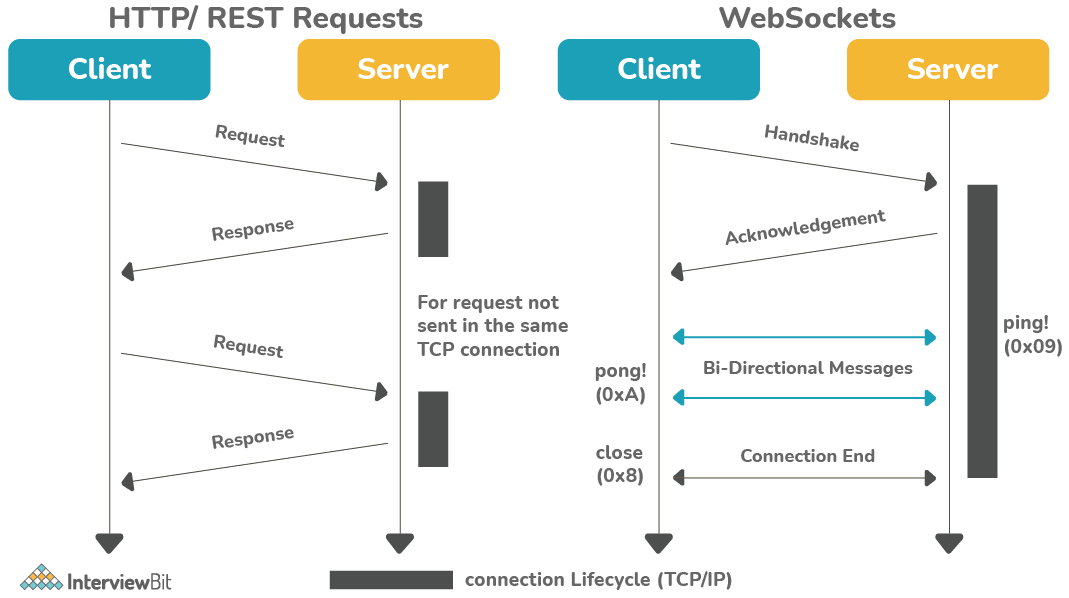 HTTP/ REST Requests
Client
Server
Request
Response
For request not
sent in the same
TCP connection
Request
Response
WebSockets
Client
Server
Handshake
Acknowledgement
ping!
(0x09)
Bi-Directional Messages
pong!
(0xA)
close
(0x8)
Connection End
InterviewBit
connection Lifecycle (TCP/IP)